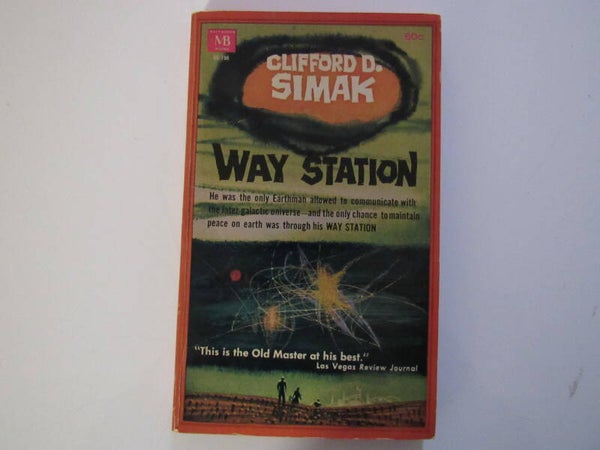 MB
60c
CLIFFORD D.
SIMAK
WAY STATION
He was the only Earthman allowed to communicate with
the inter-galactic universe—and the only chance to maintain
peace on earth was through his WAY STATION
"This is the Old Master at his best."
Las Vegas Review Journal